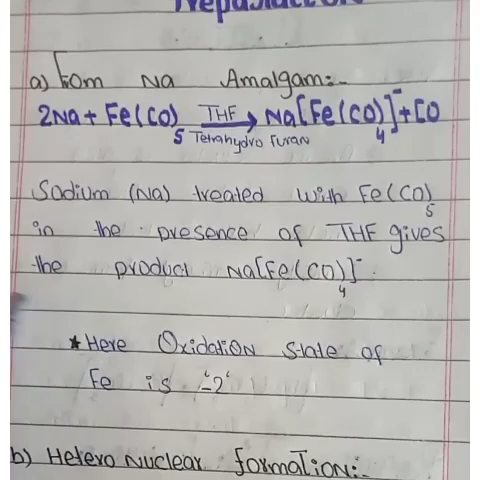 Preparation
a) From Na Amalgam:-
2Na + Fe(CO)5 THF→ Na[Fe(CO)4]⁻ + CO
Tetrahydro Furan
Sodium (Na) treated with Fe(CO)5
in the presence of THF gives
the product Na[Fe(CO)4]⁻.
* Here Oxidation state of
Fe is '-2'
b) Hetero Nuclear formation:-